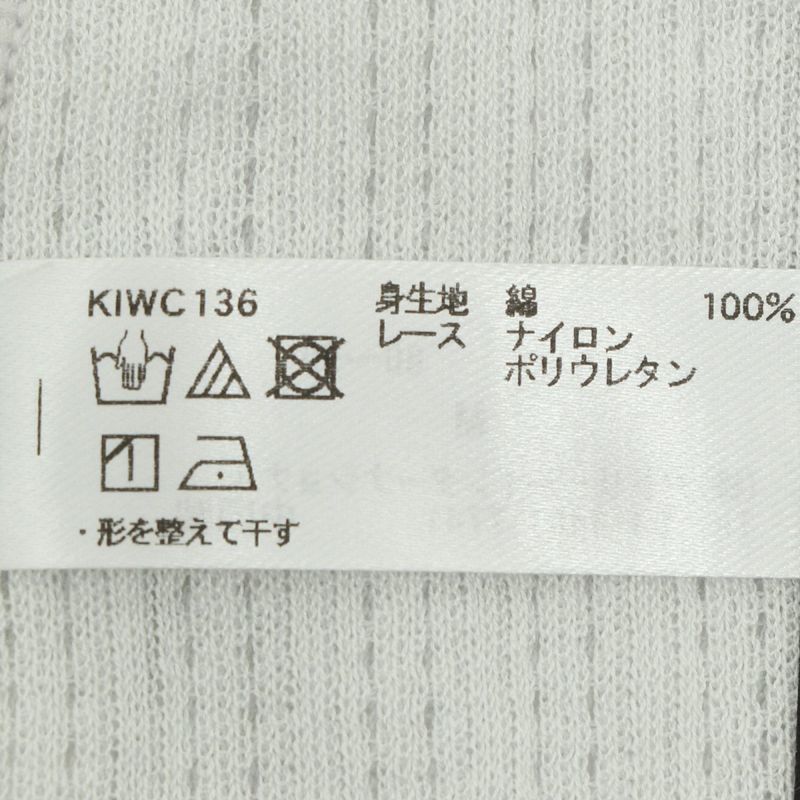 KIWC136
身生地 綿 100%
レース ナイロン
ポリウレタン
・形を整えて干す